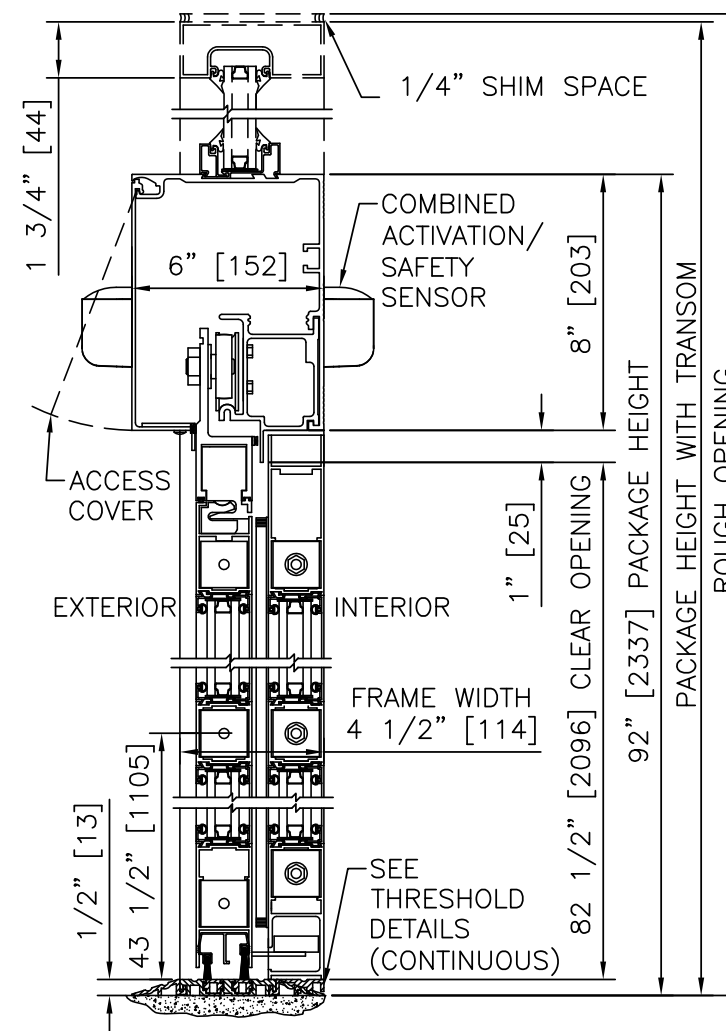 1/4” SHIM SPACE
1 3/4” [44]
COMBINED
ACTIVATION/
SAFETY
SENSOR
6” [152]
8” [203]
ACCESS
COVER
1” [25]
EXTERIOR
INTERIOR
FRAME WIDTH
4 1/2” [114]
1/2” [13]
43 1/2” [1105]
SEE
THRESHOLD
DETAILS
(CONTINUOUS)
82 1/2” [2096] CLEAR OPENING
92” [2337] PACKAGE HEIGHT
PACKAGE HEIGHT WITH TRANSOM
ROUGH OPENING